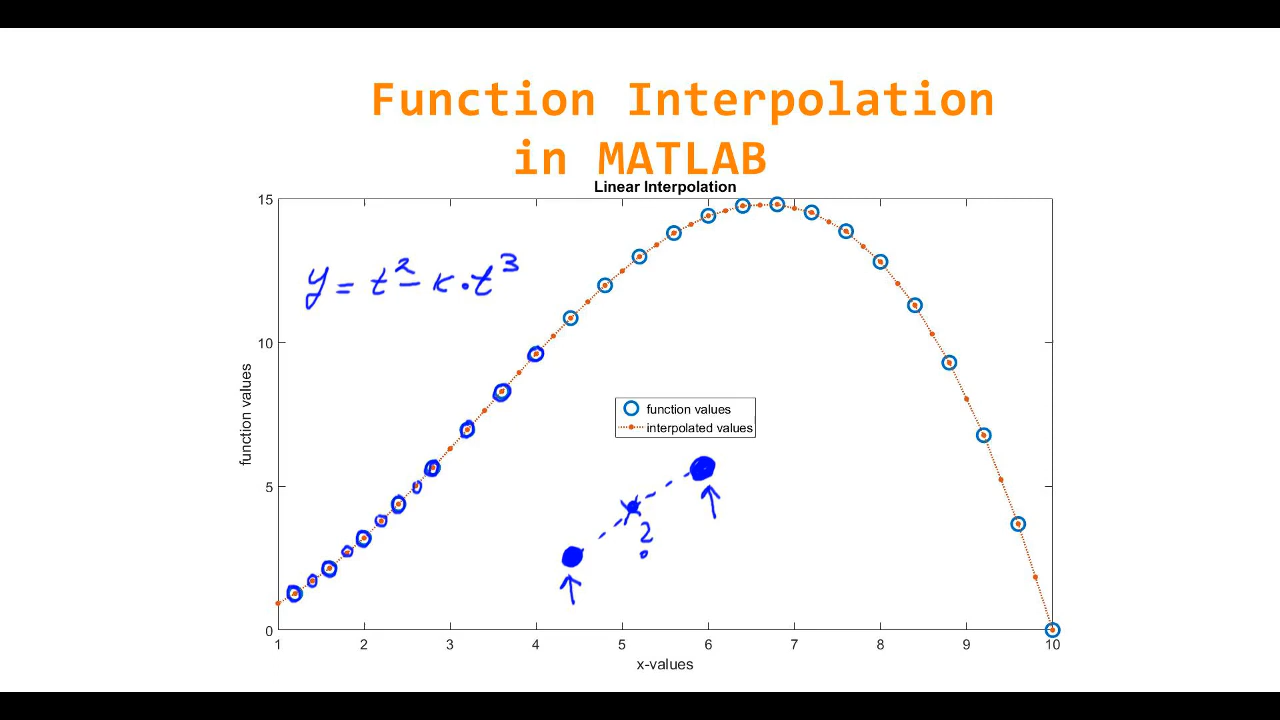 Function Interpolation
in MATLAB
Linear Interpolation
15
10
5
0
function values
y = t² - k·t³
function values
interpolated values
?
1 2 3 4 5 6 7 8 9 10
x-values